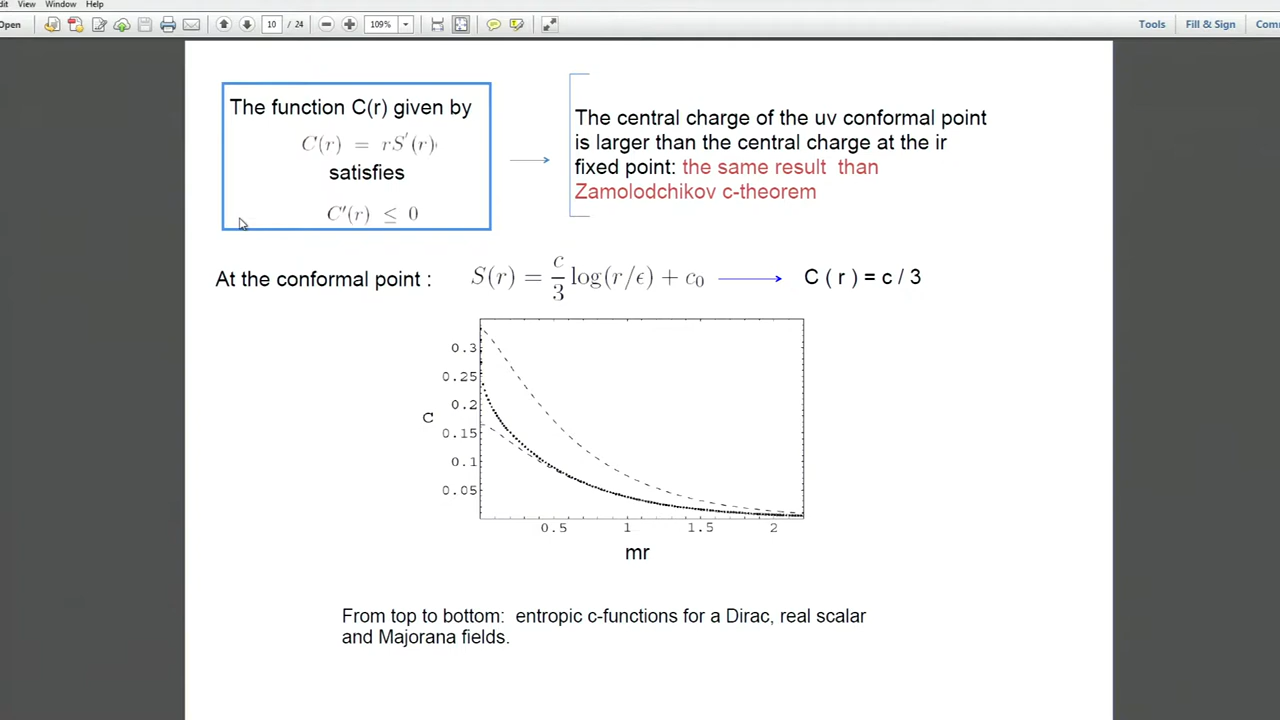 dit View Window Help
Open 10 / 24 109% Tools Fill & Sign Com
The function C(r) given by
C(r) = rS′(r)
satisfies
C′(r) ≤ 0
The central charge of the uv conformal point
is larger than the central charge at the ir
fixed point: the same result than
Zamolodchikov c-theorem
At the conformal point : S(r) = c/3 log(r/ϵ) + c₀ C ( r ) = c / 3
0.3
0.25
0.2
C
0.15
0.1
0.05
0.5 1 1.5 2
mr
From top to bottom: entropic c-functions for a Dirac, real scalar
and Majorana fields.